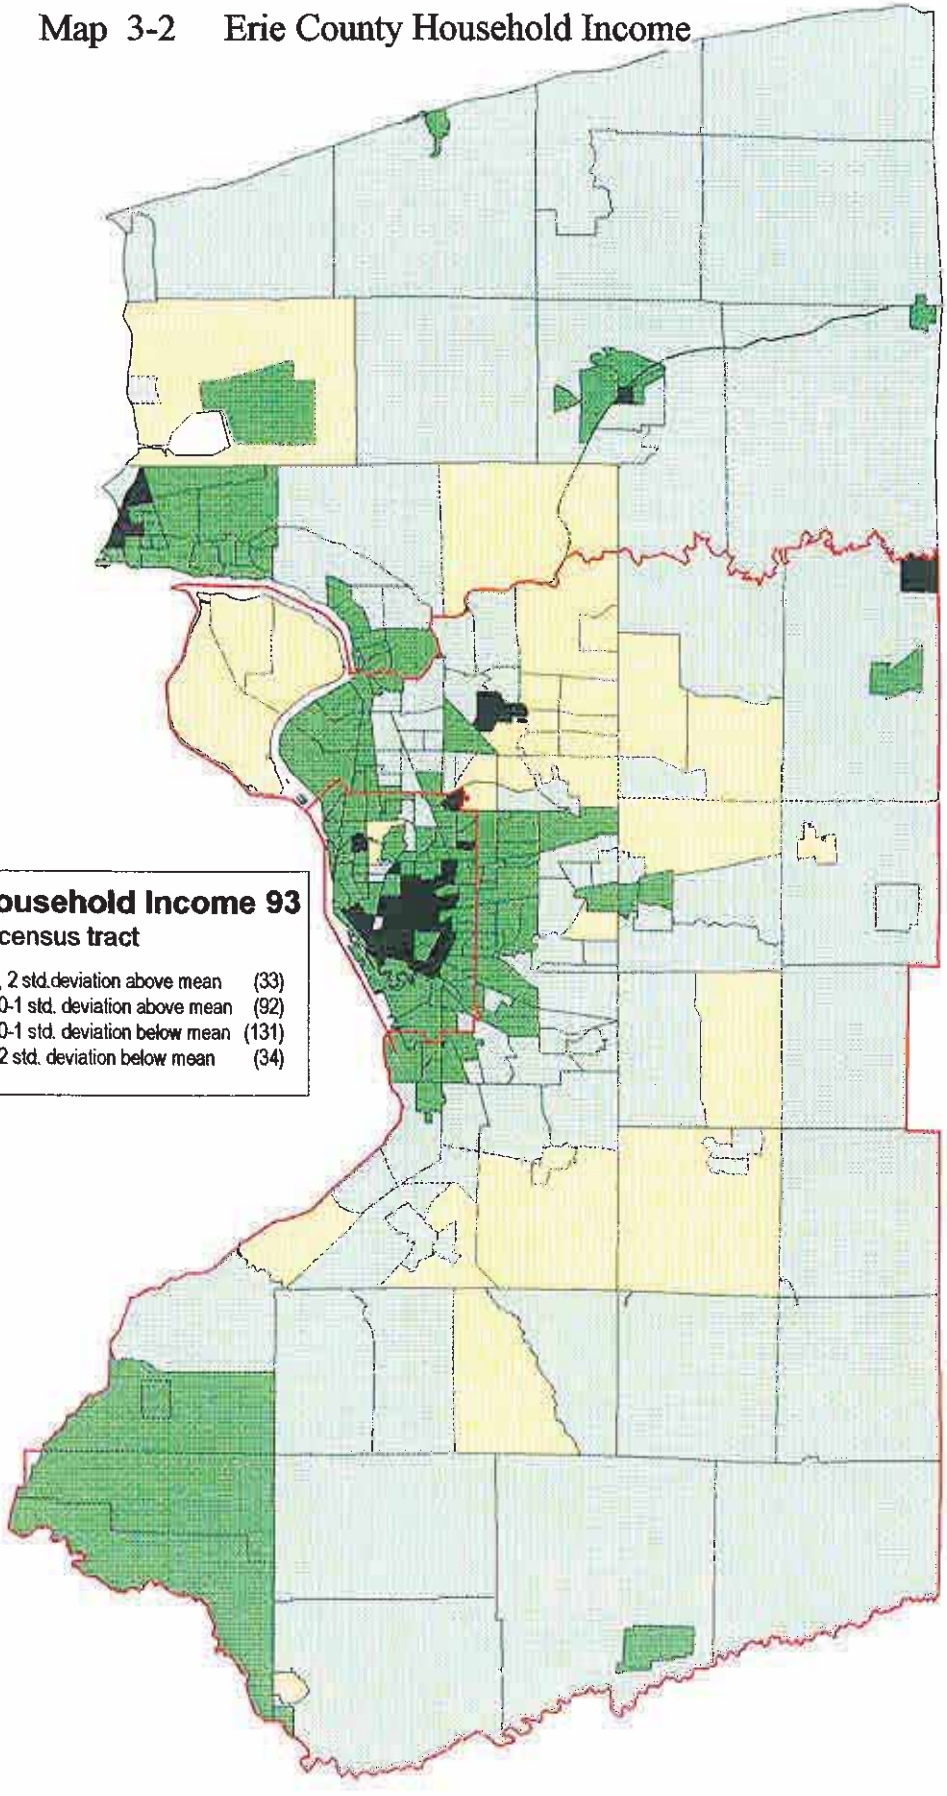 Map 3-2 Erie County Household Income
ousehold Income 93
census tract
, 2 std.deviation above mean (33)
0-1 std. deviation above mean (92)
0-1 std. deviation below mean (131)
2 std. deviation below mean (34)